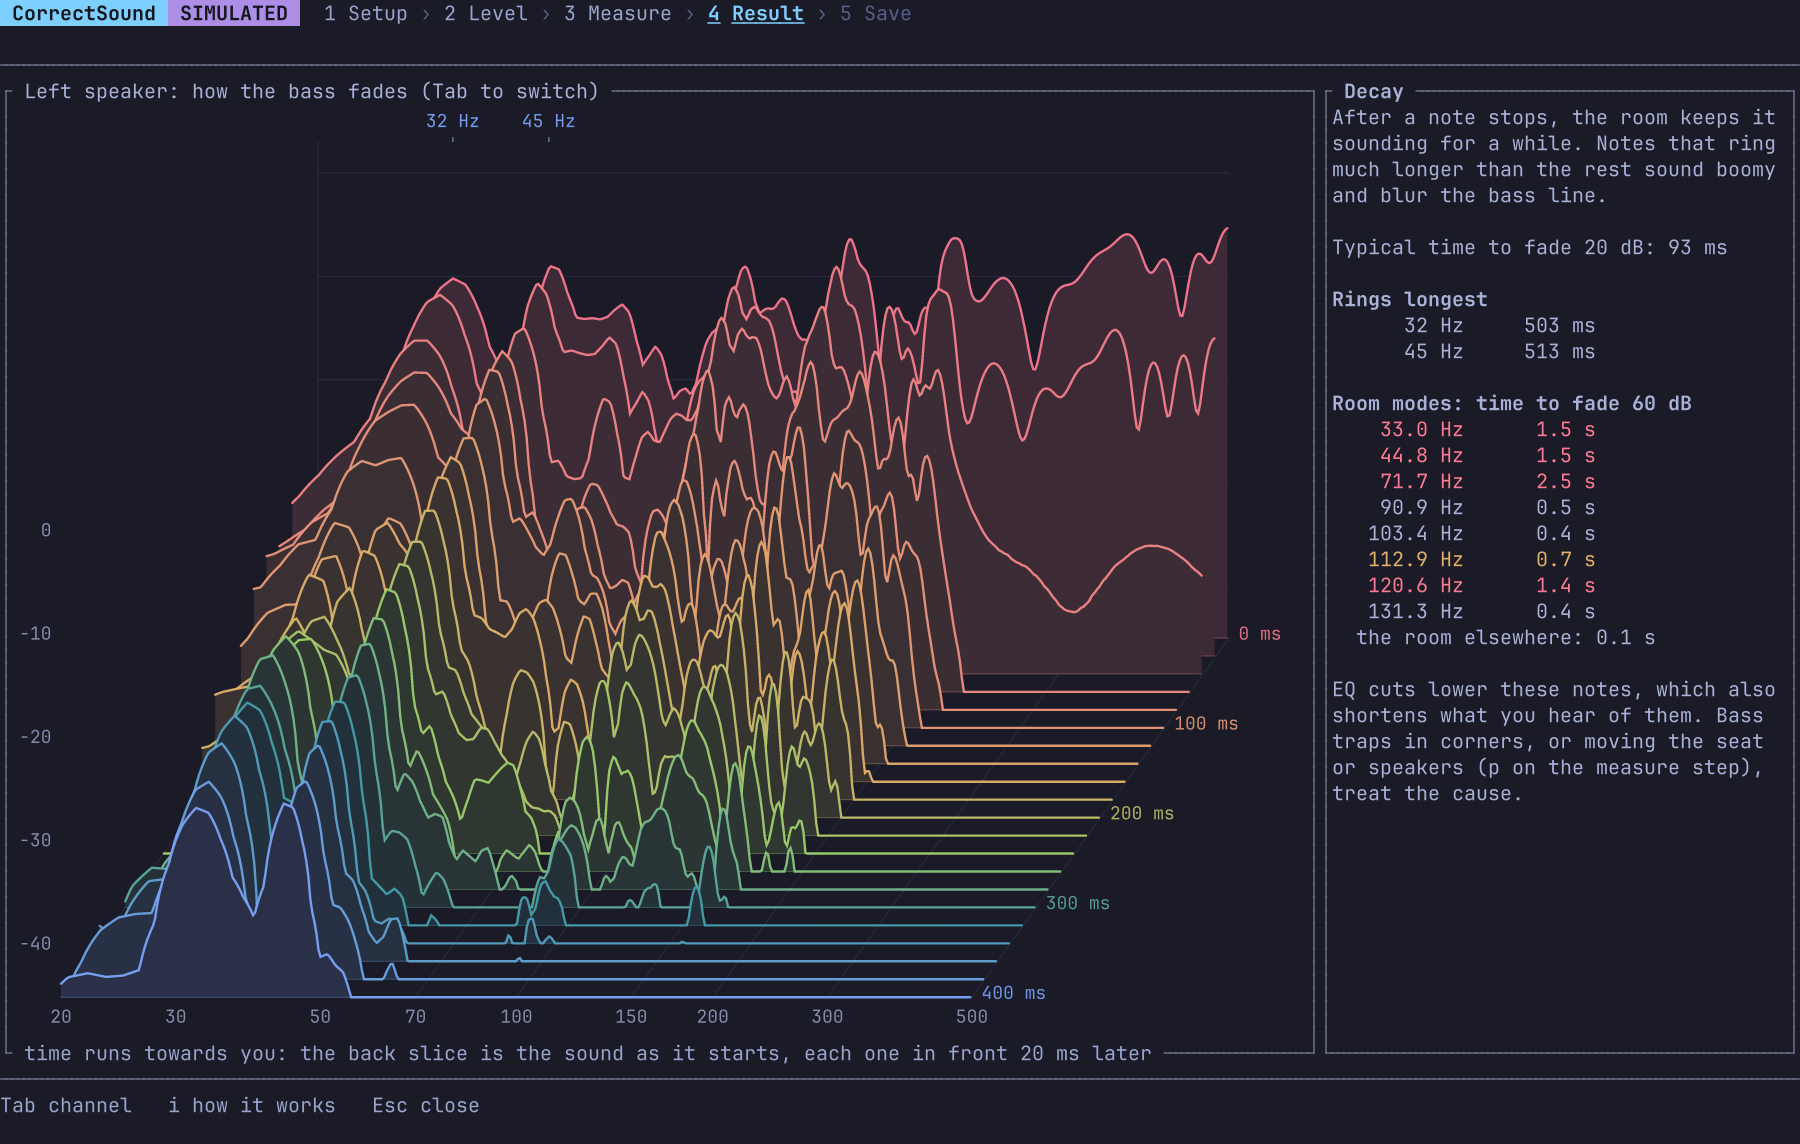 CorrectSound SIMULATED 1 Setup › 2 Level › 3 Measure › 4 Result › 5 Save
Left speaker: how the bass fades (Tab to switch)
32 Hz 45 Hz
0
-10
-20
-30
-40
0 ms
100 ms
200 ms
300 ms
400 ms
20 30 50 70 100 150 200 300 500
time runs towards you: the back slice is the sound as it starts, each one in front 20 ms later
Decay
After a note stops, the room keeps it
sounding for a while. Notes that ring
much longer than the rest sound boomy
and blur the bass line.
Typical time to fade 20 dB: 93 ms
Rings longest
32 Hz 503 ms
45 Hz 513 ms
Room modes: time to fade 60 dB
33.0 Hz 1.5 s
44.8 Hz 1.5 s
71.7 Hz 2.5 s
90.9 Hz 0.5 s
103.4 Hz 0.4 s
112.9 Hz 0.7 s
120.6 Hz 1.4 s
131.3 Hz 0.4 s
the room elsewhere: 0.1 s
EQ cuts lower these notes, which also
shortens what you hear of them. Bass
traps in corners, or moving the seat
or speakers (p on the measure step),
treat the cause.
Tab channel i how it works Esc close